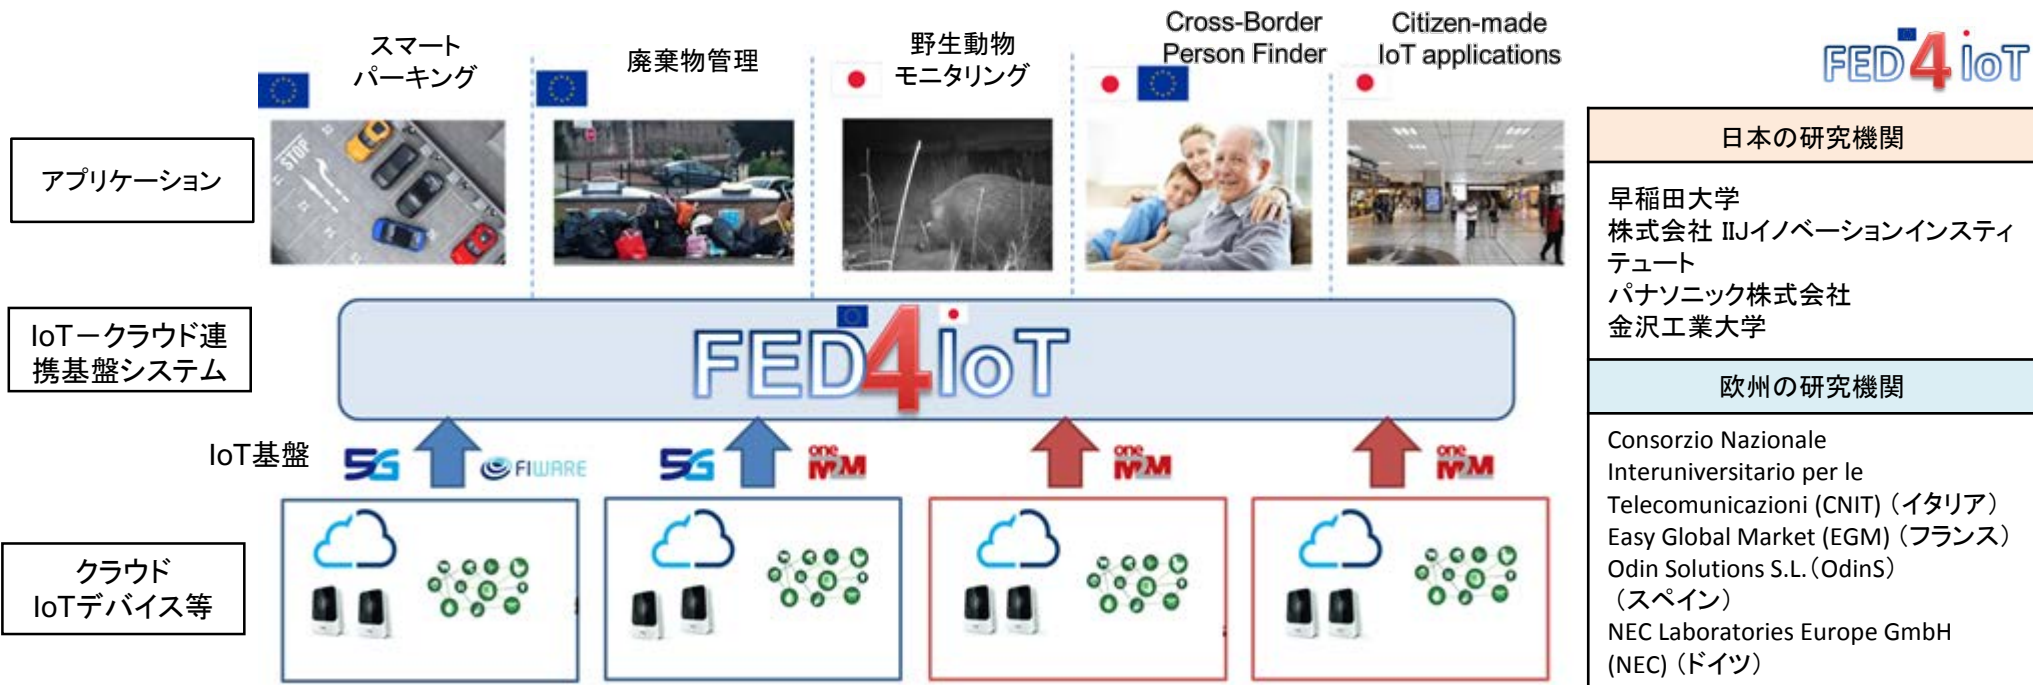 スマート
パーキング
廃棄物管理
野生動物
モニタリング
Cross-Border
Person Finder
Citizen-made
IoT applications
FED4IoT
アプリケーション
STOP
IoTークラウド連
携基盤システム
FED4IoT
IoT基盤
5G
FIWARE
5G
one
M2M
one
M2M
one
M2M
クラウド
IoTデバイス等
日本の研究機関
早稲田大学
株式会社 IIJイノベーションインスティ
テュート
パナソニック株式会社
金沢工業大学
欧州の研究機関
Consorzio Nazionale
Interuniversitario per le
Telecomunicazioni (CNIT) （イタリア）
Easy Global Market (EGM) （フランス）
Odin Solutions S.L.（OdinS）
（スペイン）
NEC Laboratories Europe GmbH
(NEC) （ドイツ）